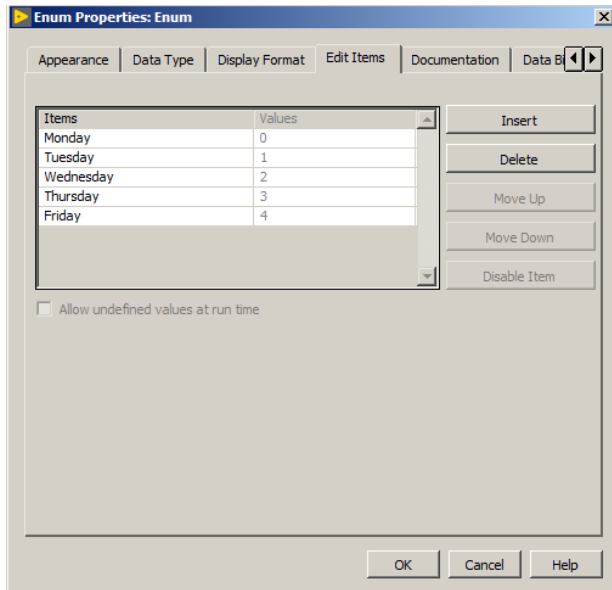 Enum Properties: Enum
Appearance Data Type Display Format Edit Items Documentation Data Bi
Items Values
Monday 0
Tuesday 1
Wednesday 2
Thursday 3
Friday 4
Insert
Delete
Move Up
Move Down
Disable Item
Allow undefined values at run time
OK Cancel Help